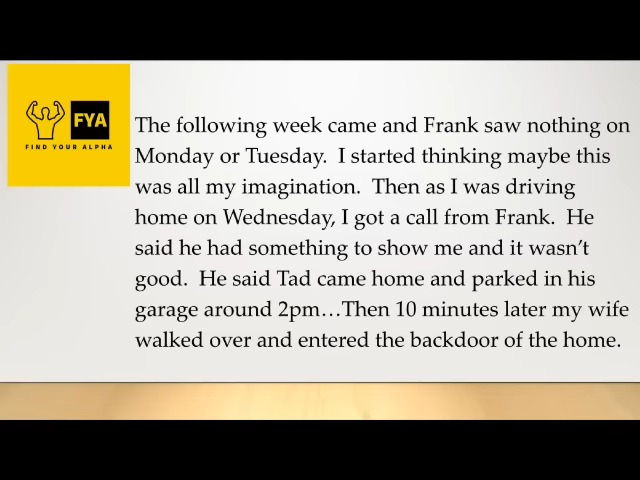 FYA
FIND YOUR ALPHA
The following week came and Frank saw nothing on
Monday or Tuesday.  I started thinking maybe this
was all my imagination.  Then as I was driving
home on Wednesday, I got a call from Frank.  He
said he had something to show me and it wasn't
good.  He said Tad came home and parked in his
garage around 2pm…Then 10 minutes later my wife
walked over and entered the backdoor of the home.